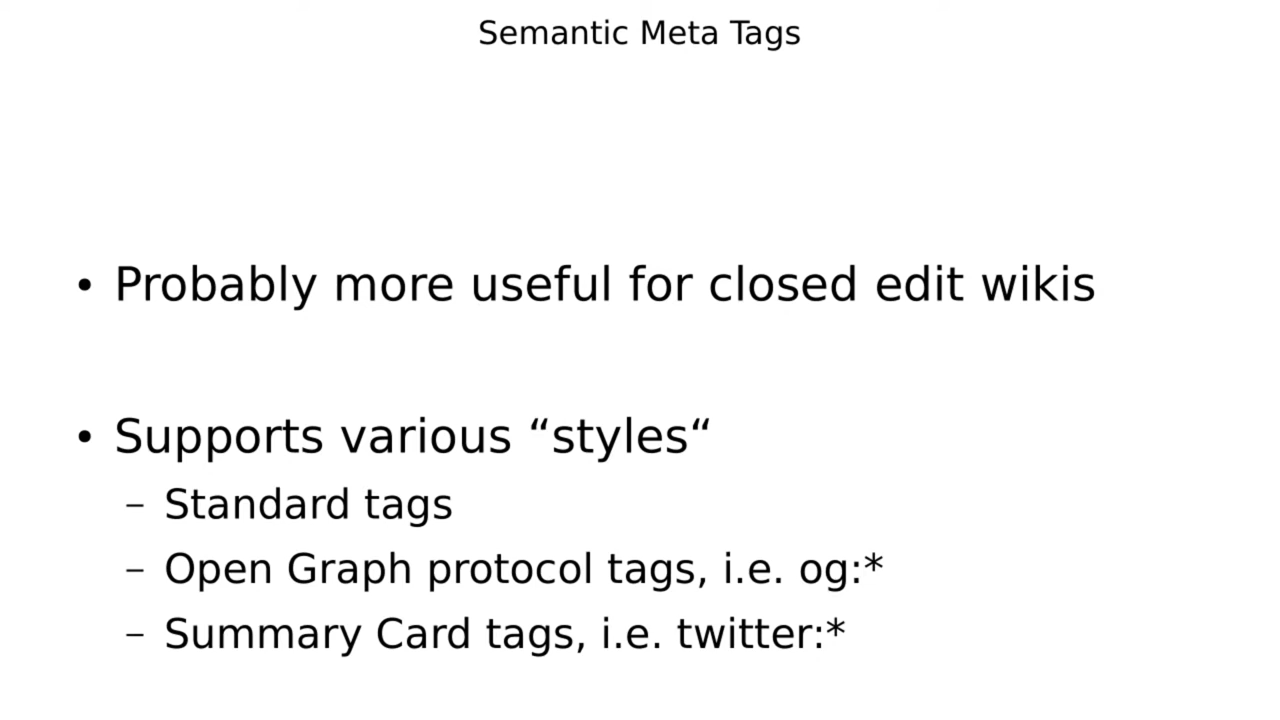 Semantic Meta Tags
• Probably more useful for closed edit wikis
• Supports various “styles“
– Standard tags
– Open Graph protocol tags, i.e. og:*
– Summary Card tags, i.e. twitter:*